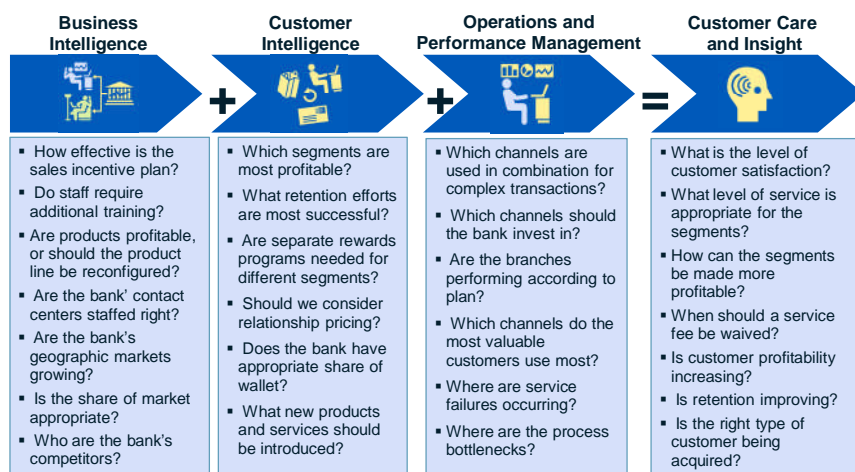 Business
Intelligence
Customer
Intelligence
Operations and
Performance Management
Customer Care
and Insight
+
+
=
▪ How effective is the
sales incentive plan?
▪ Do staff require
additional training?
▪ Are products profitable,
or should the product
line be reconfigured?
▪ Are the bank’ contact
centers staffed right?
▪ Are the bank’s
geographic markets
growing?
▪ Is the share of market
appropriate?
▪ Who are the bank’s
competitors?
▪ Which segments are
most profitable?
▪ What retention efforts
are most successful?
▪ Are separate rewards
programs needed for
different segments?
▪ Should we consider
relationship pricing?
▪ Does the bank have
appropriate share of
wallet?
▪ What new products
and services should
be introduced?
▪ Which channels are
used in combination for
complex transactions?
▪ Which channels should
the bank invest in?
▪ Are the branches
performing according to
plan?
▪ Which channels do the
most valuable
customers use most?
▪ Where are service
failures occurring?
▪ Where are the process
bottlenecks?
▪ What is the level of
customer satisfaction?
▪ What level of service is
appropriate for the
segments?
▪ How can the segments
be made more
profitable?
▪ When should a service
fee be waived?
▪ Is customer profitability
increasing?
▪ Is retention improving?
▪ Is the right type of
customer being
acquired?